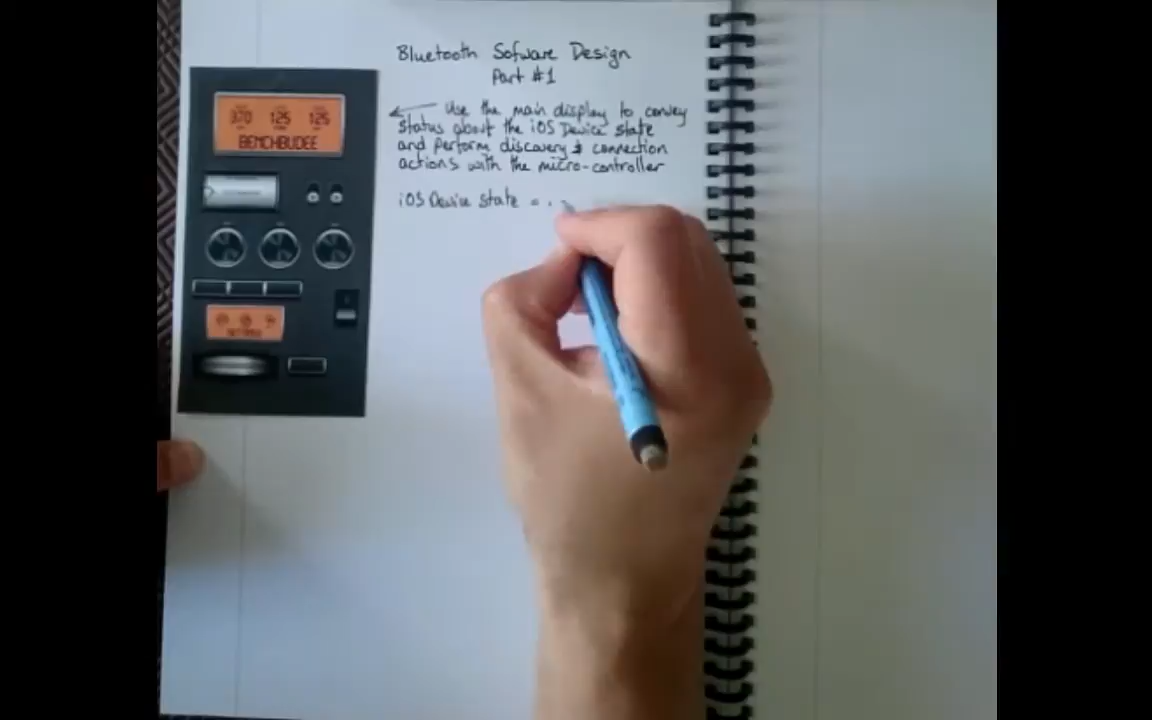 Bluetooth Sofware Design
Part #1
Use the main display to convey
status about the iOS Device state
and perform discovery & connection
actions with the micro-controller
iOS Device state =
370 125 125
BENCHBUDEE